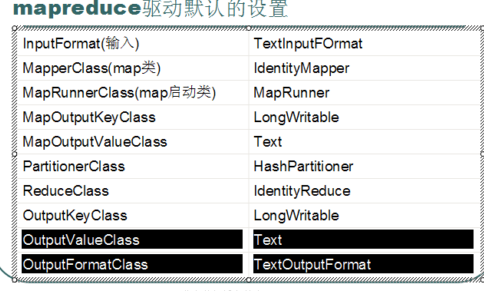 mapreduce驱动默认的设置
InputFormat(输入) TextInputFOrmat
MapperClass(map类) IdentityMapper
MapRunnerClass(map启动类) MapRunner
MapOutputKeyClass LongWritable
MapOutputValueClass Text
PartitionerClass HashPartitioner
ReduceClass IdentityReduce
OutputKeyClass LongWritable
OutputValueClass Text
OutputFormatClass TextOutputFormat